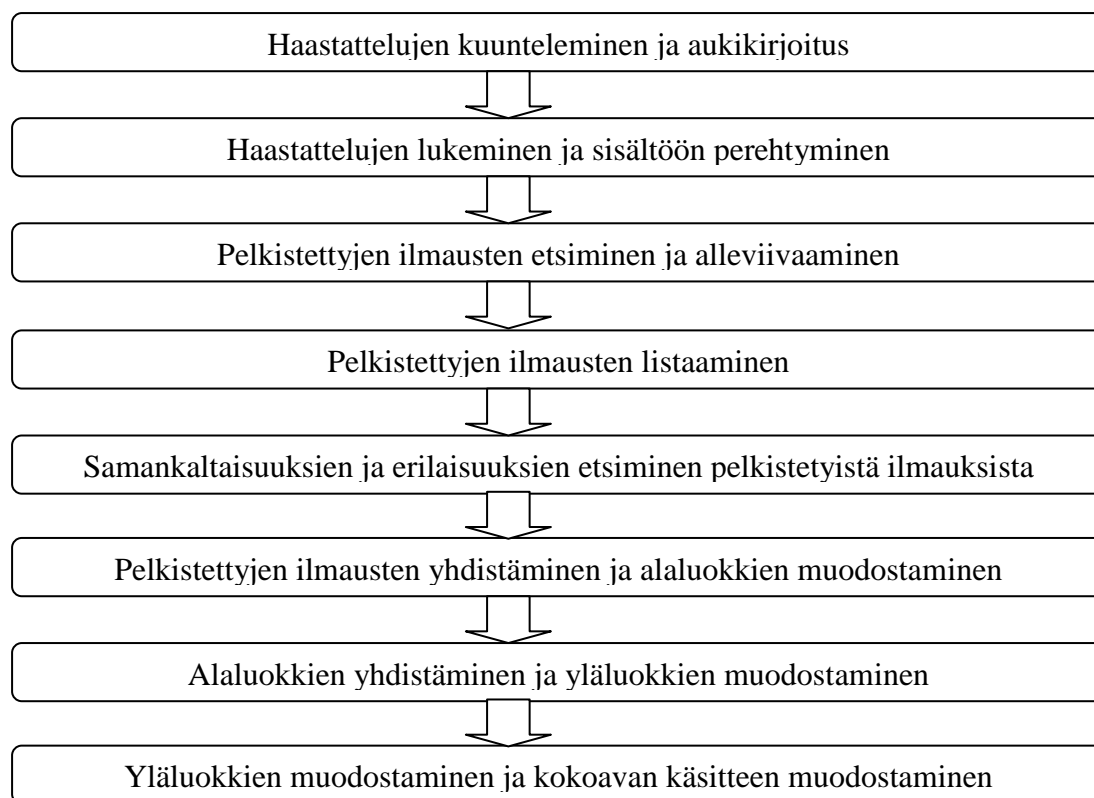 Haastattelujen kuunteleminen ja aukikirjoitus
Haastattelujen lukeminen ja sisältöön perehtyminen
Pelkistettyjen ilmausten etsiminen ja alleviivaaminen
Pelkistettyjen ilmausten listaaminen
Samankaltaisuuksien ja erilaisuuksien etsiminen pelkistetyistä ilmauksista
Pelkistettyjen ilmausten yhdistäminen ja alaluokkien muodostaminen
Alaluokkien yhdistäminen ja yläluokkien muodostaminen
Yläluokkien muodostaminen ja kokoavan käsitteen muodostaminen